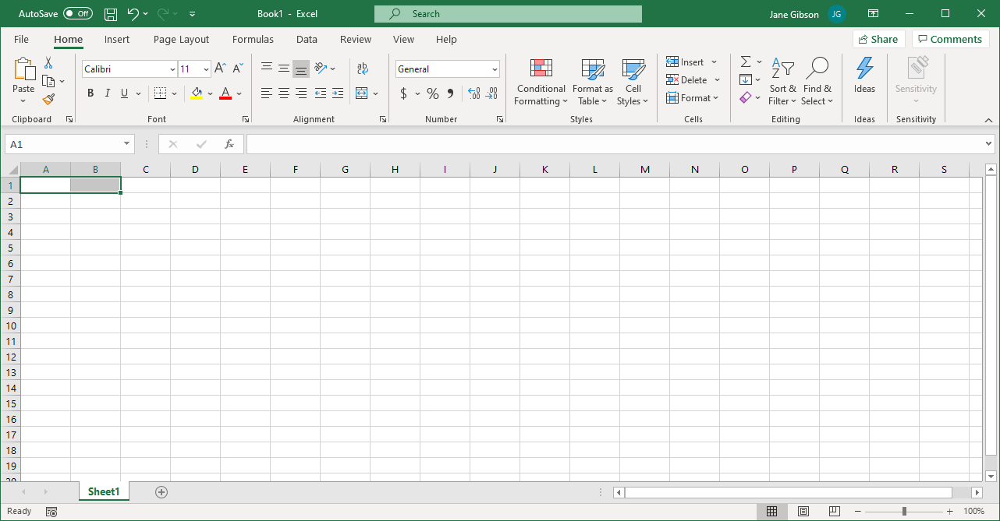 AutoSave Off Book1 - Excel Search Jane Gibson JG
File Home Insert Page Layout Formulas Data Review View Help Share Comments
Paste
Clipboard
Calibri 11
B I U A
Font
ab
Alignment
General
$ % 9 .00
Number
Conditional Formatting
Format as Table
Cell Styles
Styles
Insert
Delete
Format
Cells
Sort & Filter
Find & Select
Editing
Ideas
Ideas
Sensitivity
Sensitivity
A1 fx
A B C D E F G H I J K L M N O P Q R S
1
2
3
4
5
6
7
8
9
10
11
12
13
14
15
16
17
18
19
20
Sheet1
Ready 100%